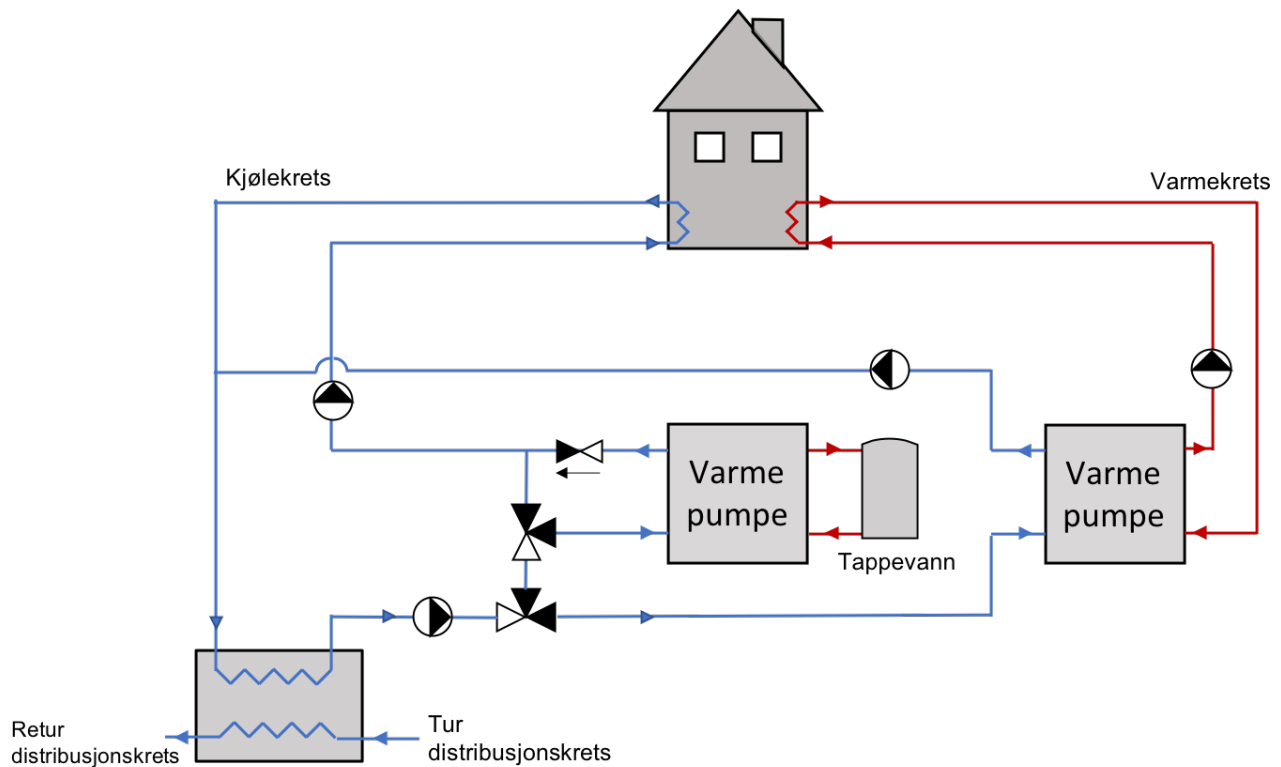 Kjølekrets
Varmekrets
Varme
pumpe
Varme
pumpe
Tappevann
Retur
distribusjonskrets
Tur
distribusjonskrets